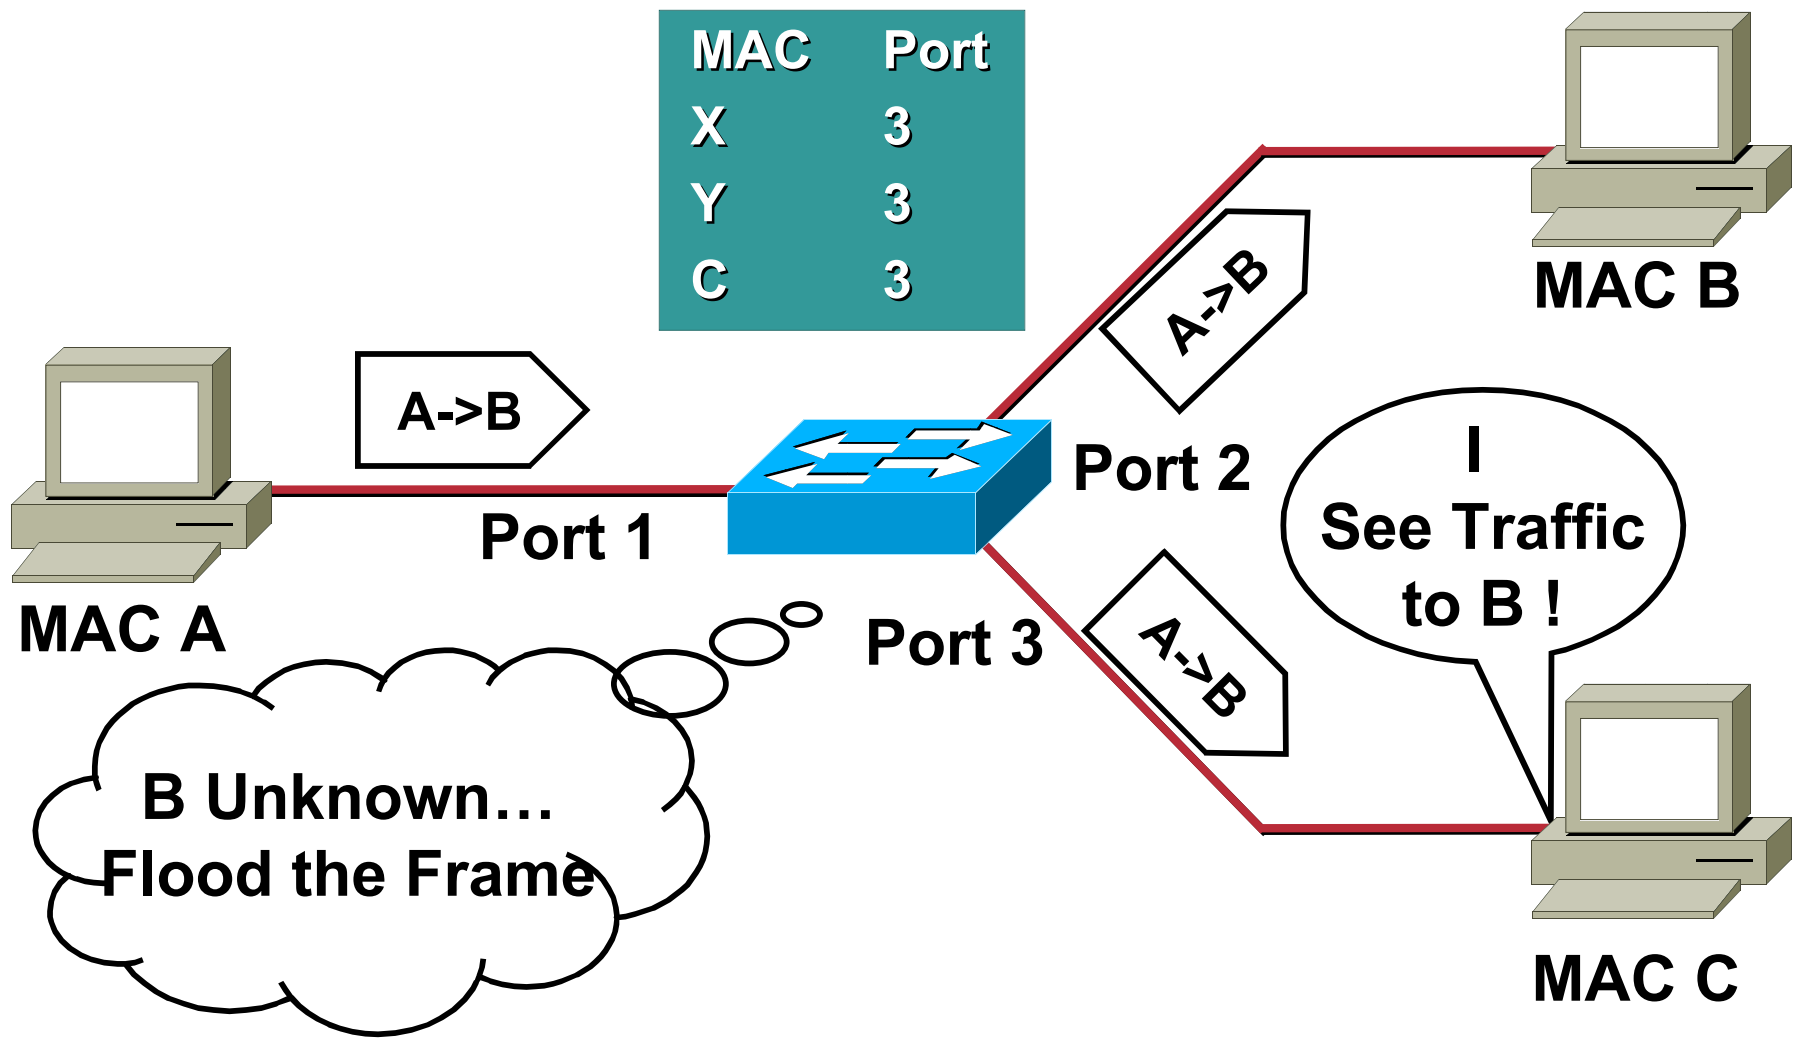 MAC Port
X 3
Y 3
C 3
MAC B
A->B
A->B
Port 2
I
See Traffic
to B !
Port 1
MAC A
Port 3
A->B
B Unknown…
Flood the Frame
MAC C